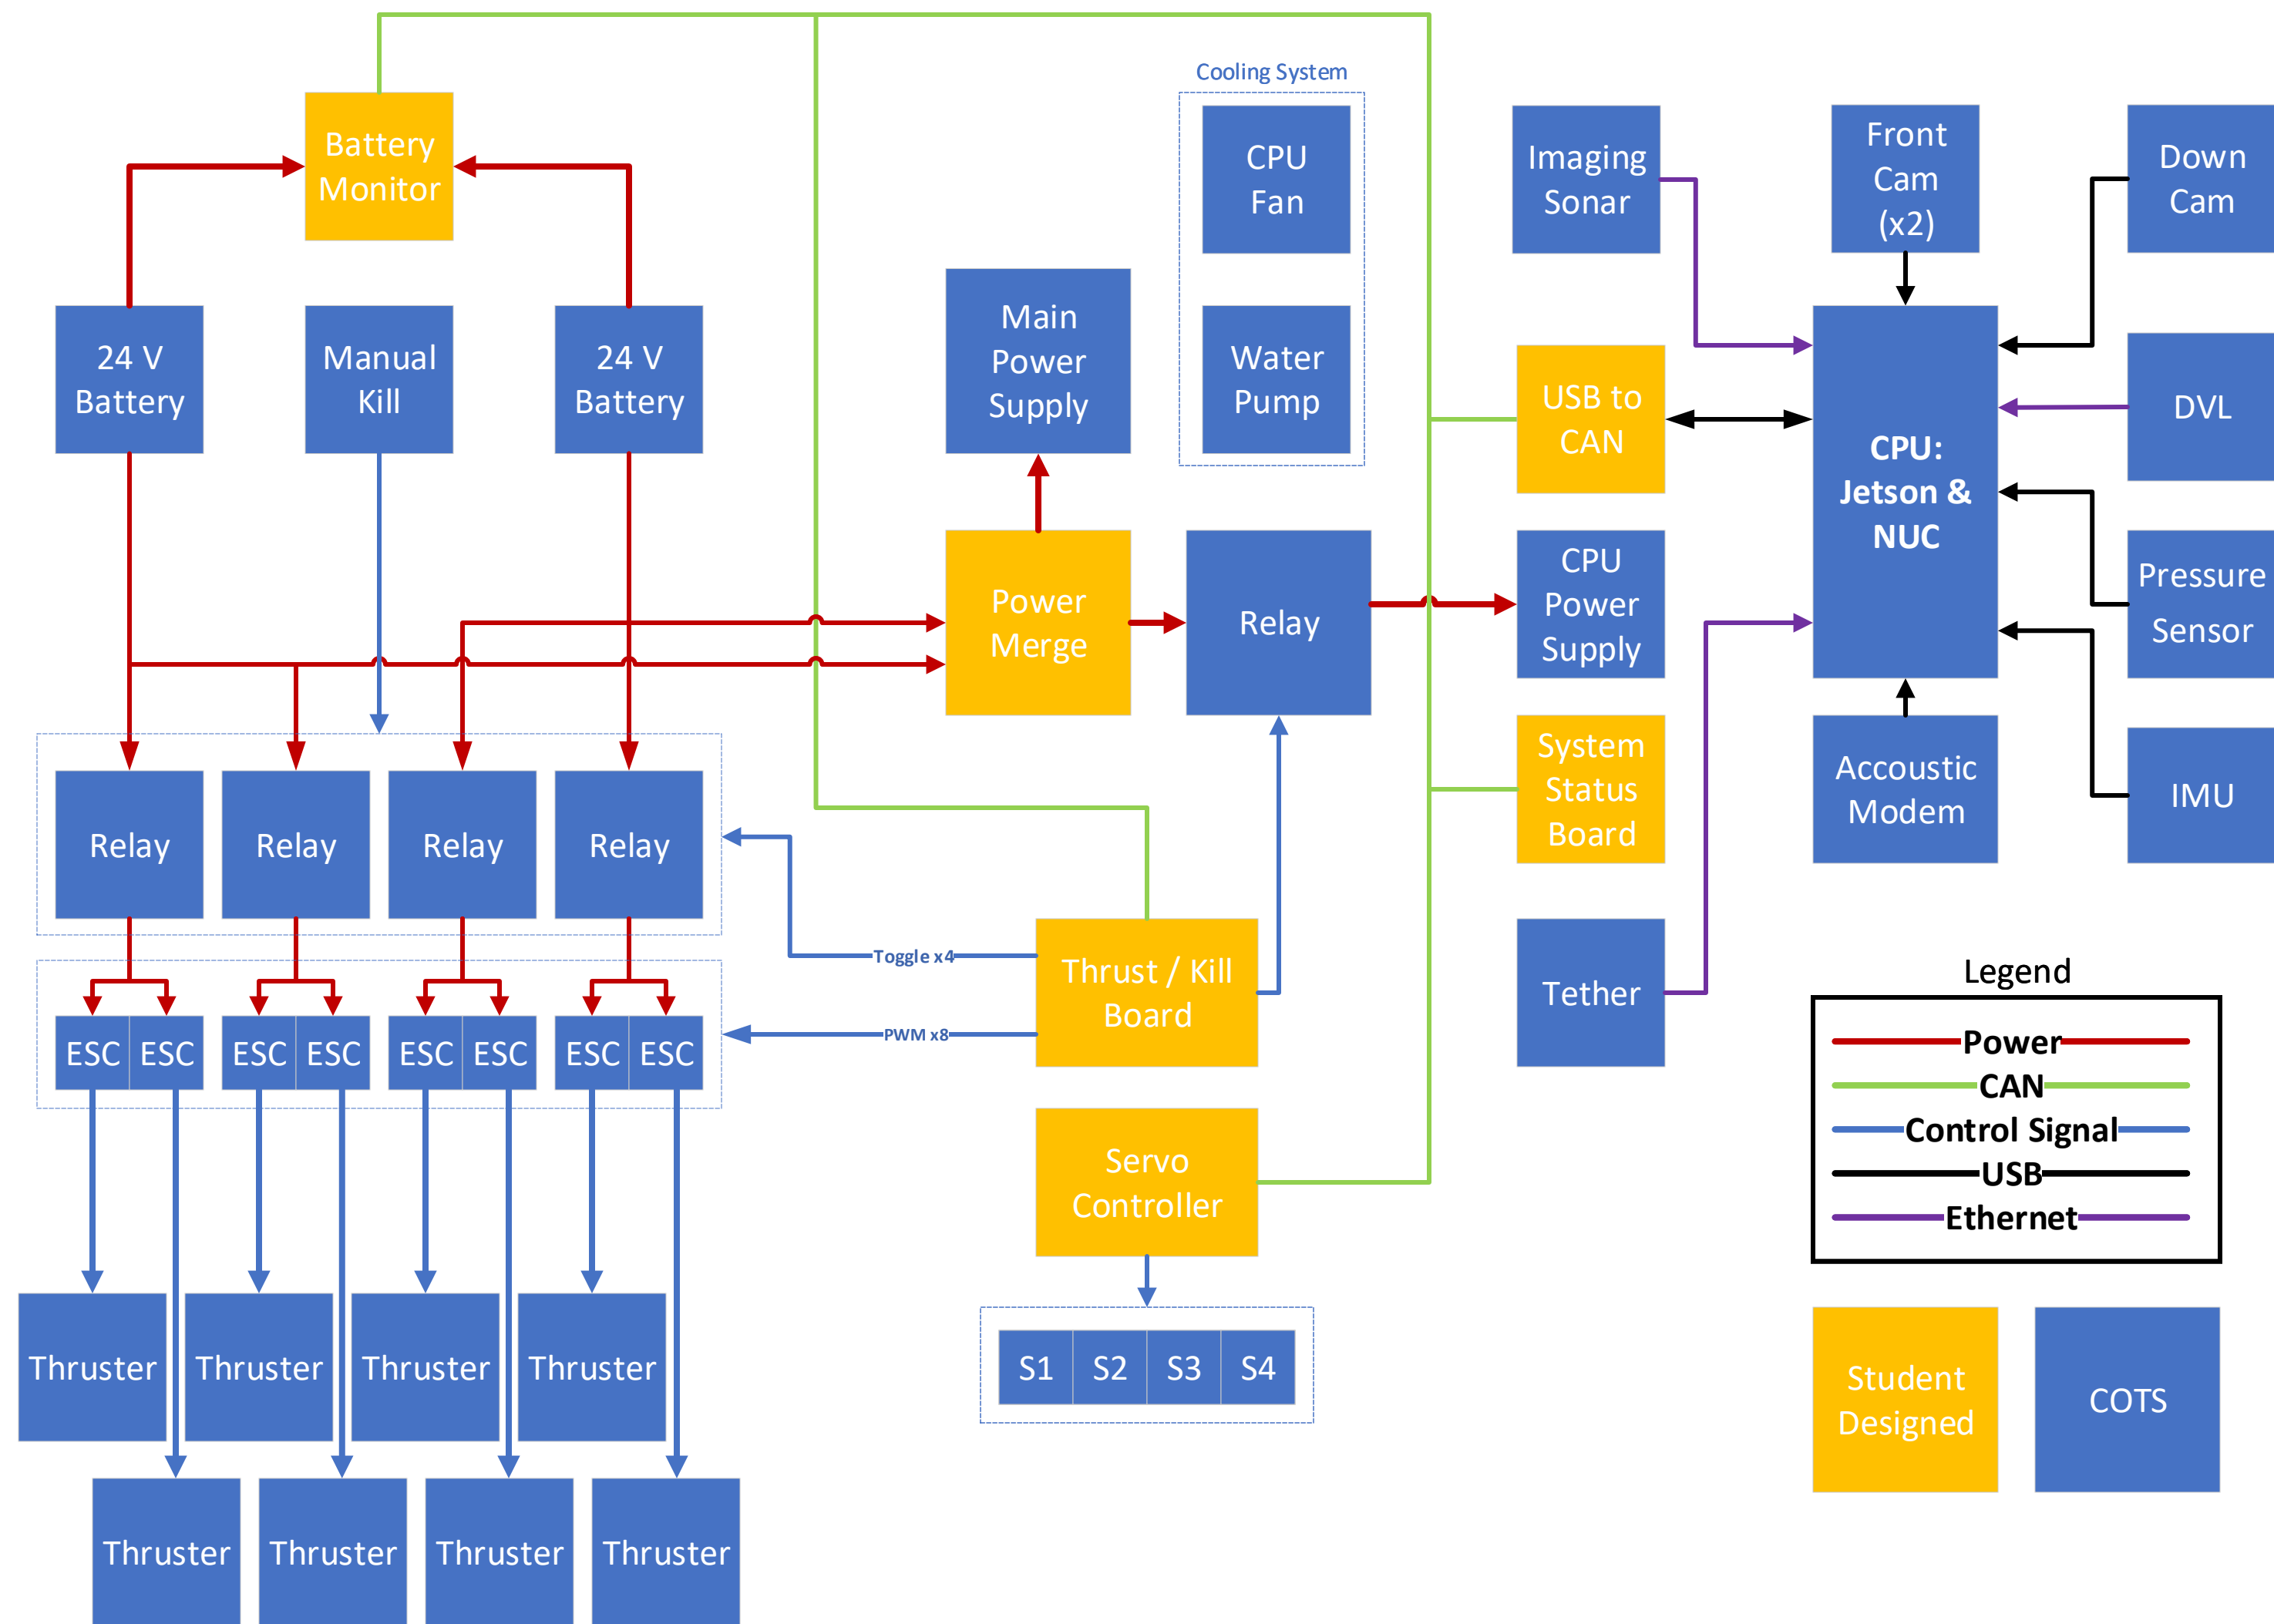 Cooling System
Battery
Monitor
CPU
Fan
Imaging
Sonar
Front
Cam
(x2)
Down
Cam
24 V
Battery
Manual
Kill
24 V
Battery
Main
Power
Supply
Water
Pump
USB to
CAN
CPU:
Jetson &
NUC
DVL
Power
Merge
Relay
CPU
Power
Supply
Pressure
Sensor
System
Status
Board
Accoustic
Modem
IMU
Relay
Relay
Relay
Relay
Toggle x4
Thrust / Kill
Board
PWM x8
Tether
ESC
ESC
ESC
ESC
ESC
ESC
ESC
ESC
Servo
Controller
S1
S2
S3
S4
Thruster
Thruster
Thruster
Thruster
Thruster
Thruster
Thruster
Thruster
Legend
Power
CAN
Control Signal
USB
Ethernet
Student
Designed
COTS